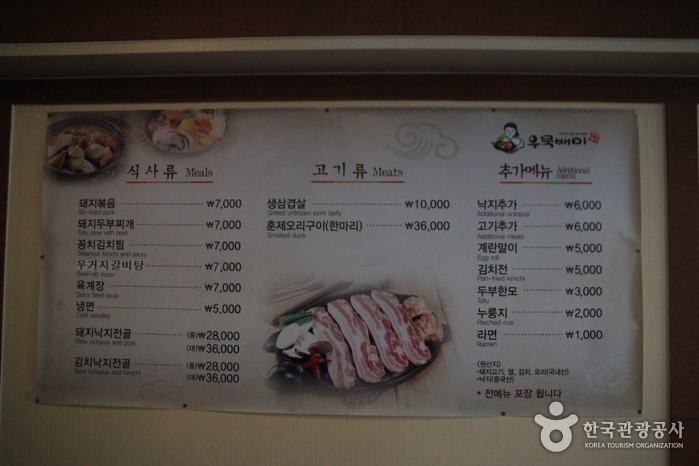 우묵배미
식사류 Meals
돼지볶음 ₩7,000
Stir-fried pork
돼지두부찌개 ₩7,000
Tofu stew with pork
꽁치김치찜 ₩7,000
Steamed kimchi and saury
우거지갈비탕 ₩7,000
Beef-rib soup
육계장 ₩7,000
Spicy beef soup
냉면 ₩5,000
Cold noodles
돼지낙지전골 (중)₩28,000
Stew octopus and pork
(대)₩36,000
김치낙지전골 (중)₩28,000
Stew octopus and kimchi
(대)₩36,000
고기류 Meats
생삼겹살 ₩10,000
Grilled unfrozen pork belly
훈제오리구이(한마리) ₩36,000
Smoked duck
추가메뉴 Additional menu
낙지추가 ₩6,000
Additional octopus
고기추가 ₩6,000
Additional meats
계란말이 ₩5,000
Egg roll
김치전 ₩5,000
Pan-fried kimchi
두부한모 ₩3,000
Tofu
누룽지 ₩2,000
Parched rice
라면 ₩1,000
Ramen
(원산지)
•돼지고기, 쌀, 김치, 오리(국내산)
•낙지(중국산)
* 전메뉴 포장 됩니다
한국관광공사
KOREA TOURISM ORGANIZATION